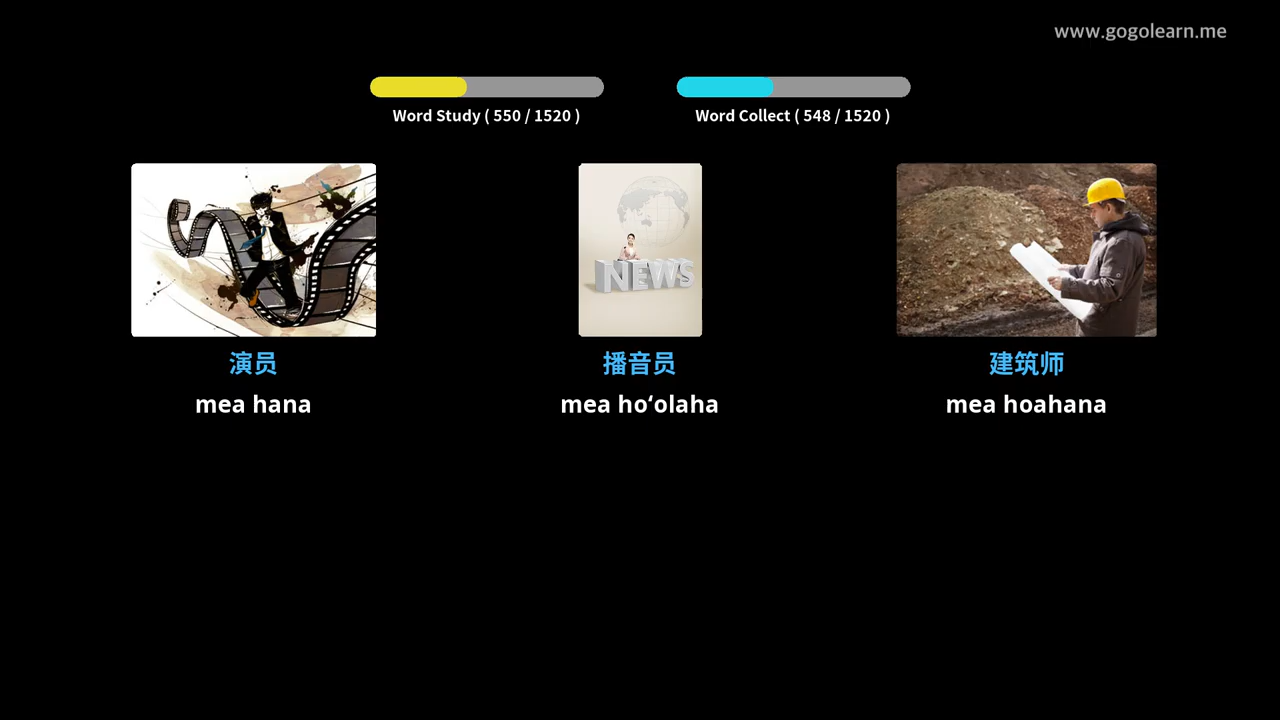 www.gogolearn.me
Word Study ( 550 / 1520 )
Word Collect ( 548 / 1520 )
NEWS
演员
播音员
建筑师
mea hana
mea hoʻolaha
mea hoahana